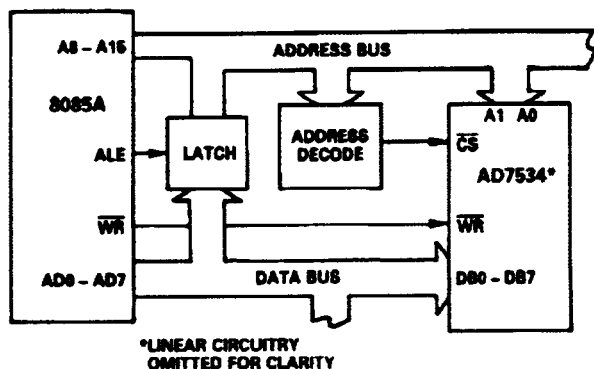 A8 – A15
ADDRESS BUS
8085A
A1 A0
ALE
LATCH
ADDRESS
DECODE
CS
AD7534*
WR
WR
AD0 – AD7
DATA BUS
DB0 – DB7
*LINEAR CIRCUITRY
OMITTED FOR CLARITY